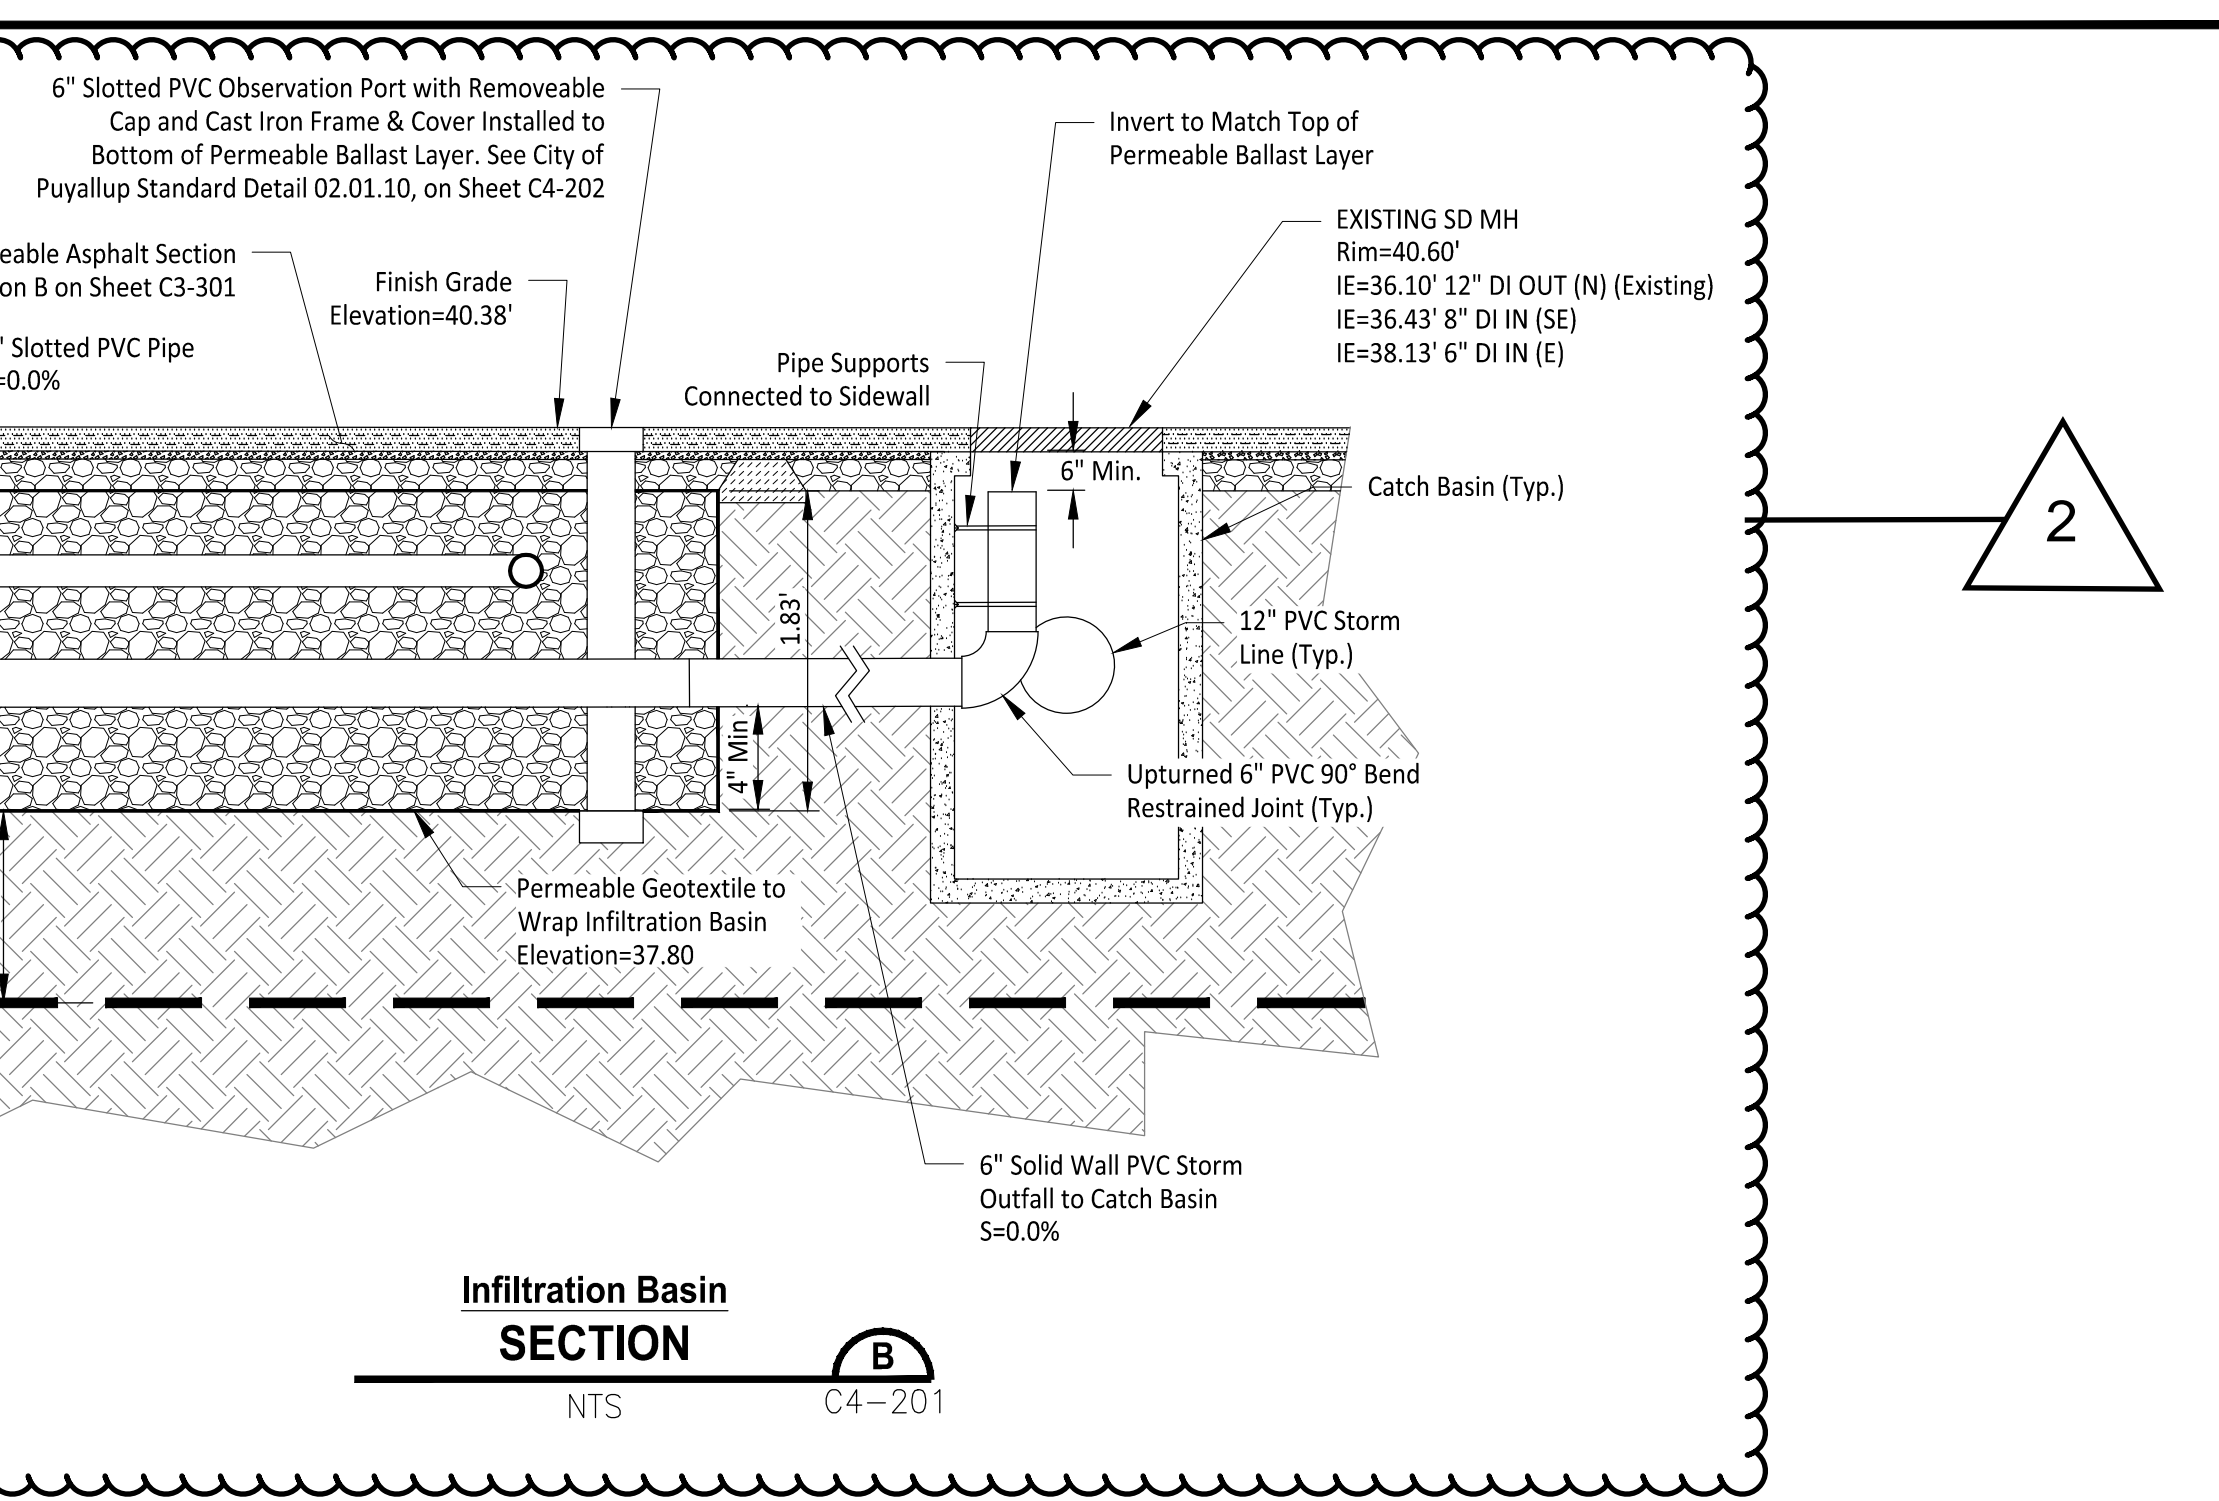 6" Slotted PVC Observation Port with Removeable
Cap and Cast Iron Frame & Cover Installed to
Bottom of Permeable Ballast Layer. See City of
Puyallup Standard Detail 02.01.10, on Sheet C4-202
Invert to Match Top of
Permeable Ballast Layer
EXISTING SD MH
Rim=40.60'
IE=36.10' 12" DI OUT (N) (Existing)
IE=36.43' 8" DI IN (SE)
IE=38.13' 6" DI IN (E)
eable Asphalt Section
on B on Sheet C3-301
Finish Grade
Elevation=40.38'
' Slotted PVC Pipe
=0.0%
Pipe Supports
Connected to Sidewall
6" Min.
Catch Basin (Typ.)
2
1.83'
12" PVC Storm
Line (Typ.)
4" Min
Upturned 6" PVC 90° Bend
Restrained Joint (Typ.)
Permeable Geotextile to
Wrap Infiltration Basin
Elevation=37.80
6" Solid Wall PVC Storm
Outfall to Catch Basin
S=0.0%
Infiltration Basin
SECTION
B
NTS
C4-201